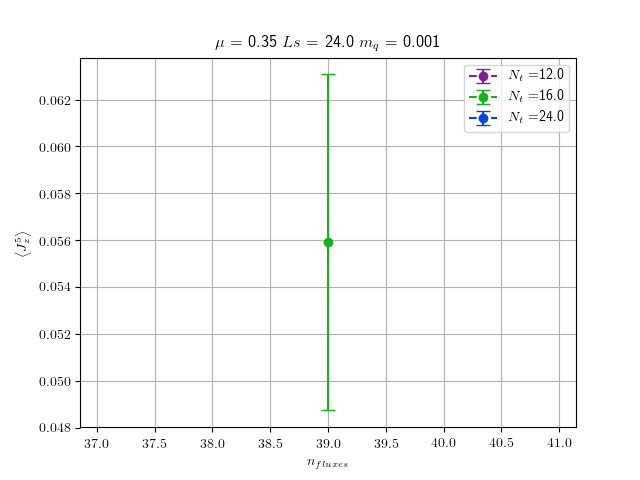 μ = 0.35 Ls = 24.0 m_q = 0.001
N_t =12.0
N_t =16.0
N_t =24.0
⟨J_z^5⟩
0.062
0.060
0.058
0.056
0.054
0.052
0.050
0.048
37.0 37.5 38.0 38.5 39.0 39.5 40.0 40.5 41.0
n_fluxes